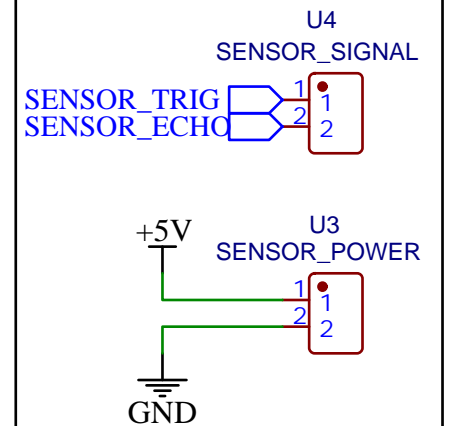 U4
SENSOR_SIGNAL
SENSOR_TRIG 1 1
SENSOR_ECHO 2 2
U3
SENSOR_POWER
+5V
1 1
2 2
GND